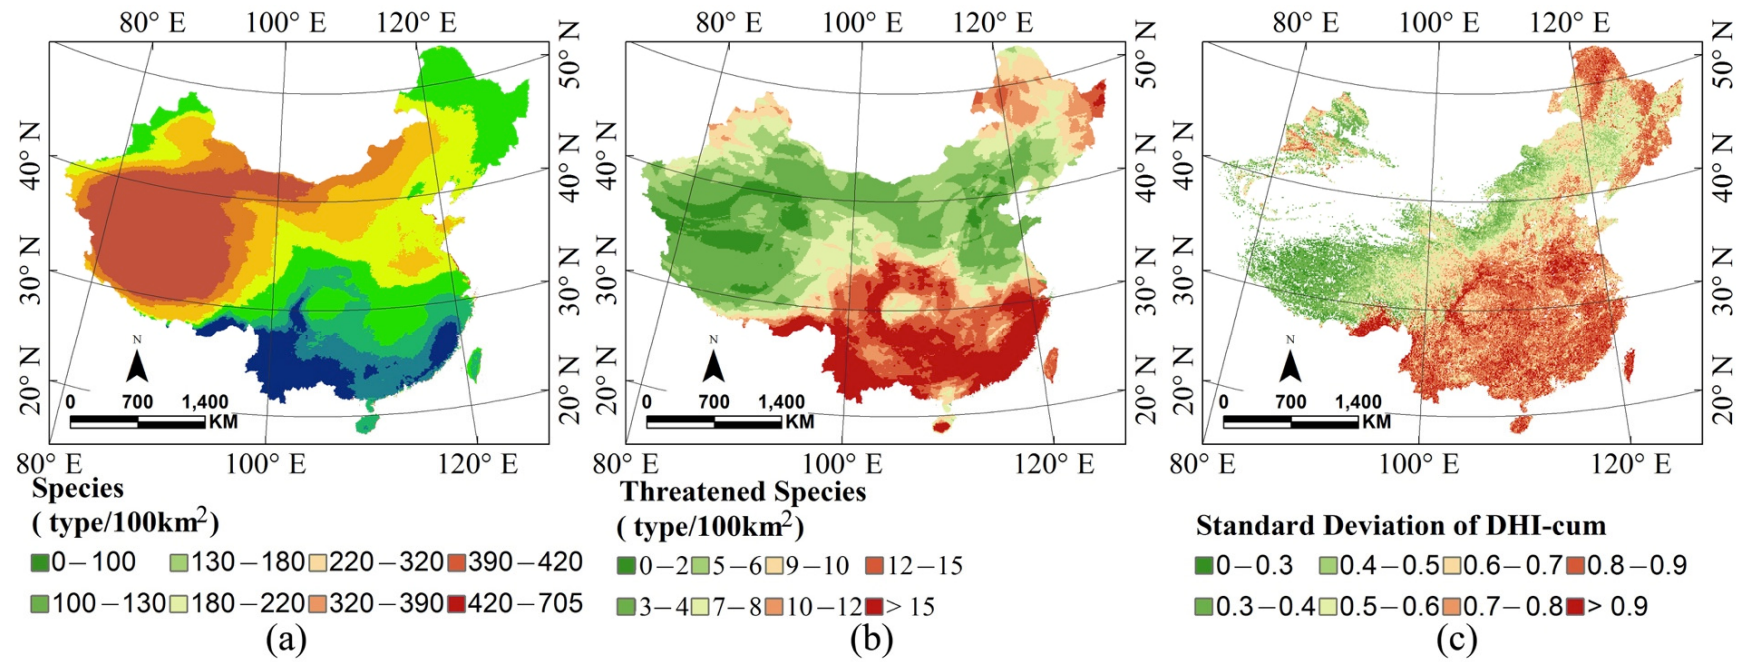 80° E 100° E 120° E 80° E 100° E 120° E 80° E 100° E 120° E
50° N 50° N 50° N
40° N 40° N 40° N 40° N 40° N 40° N
30° N 30° N 30° N 30° N 30° N 30° N
20° N 20° N 20° N 20° N 20° N 20° N
N N N
0 700 1,400 KM 0 700 1,400 KM 0 700 1,400 KM
80° E 100° E 120° E 80° E 100° E 120° E 80° E 100° E 120° E
Species
( type/100km²)
0–100 130–180 220–320 390–420
100–130 180–220 320–390 420–705
(a)
Threatened Species
( type/100km²)
0–2 5–6 9–10 12–15
3–4 7–8 10–12 > 15
(b)
Standard Deviation of DHI-cum
0–0.3 0.4–0.5 0.6–0.7 0.8–0.9
0.3–0.4 0.5–0.6 0.7–0.8 > 0.9
(c)